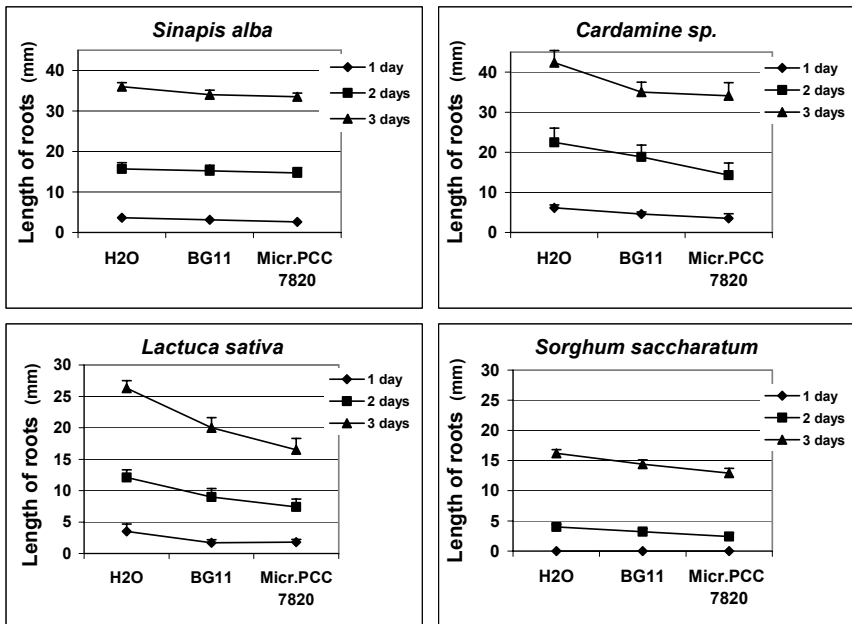 Sinapis alba
Length of roots (mm)
40
30
20
10
0
H2O BG11 Micr.PCC
7820
1 day
2 days
3 days
Cardamine sp.
Length of roots (mm)
40
30
20
10
0
H2O BG11 Micr.PCC
7820
1 day
2 days
3 days
Lactuca sativa
Length of roots (mm)
30
25
20
15
10
5
0
H2O BG11 Micr.PCC
7820
1 day
2 days
3 days
Sorghum saccharatum
Length of roots (mm)
30
25
20
15
10
5
0
H2O BG11 Micr.PCC
7820
1 day
2 days
3 days